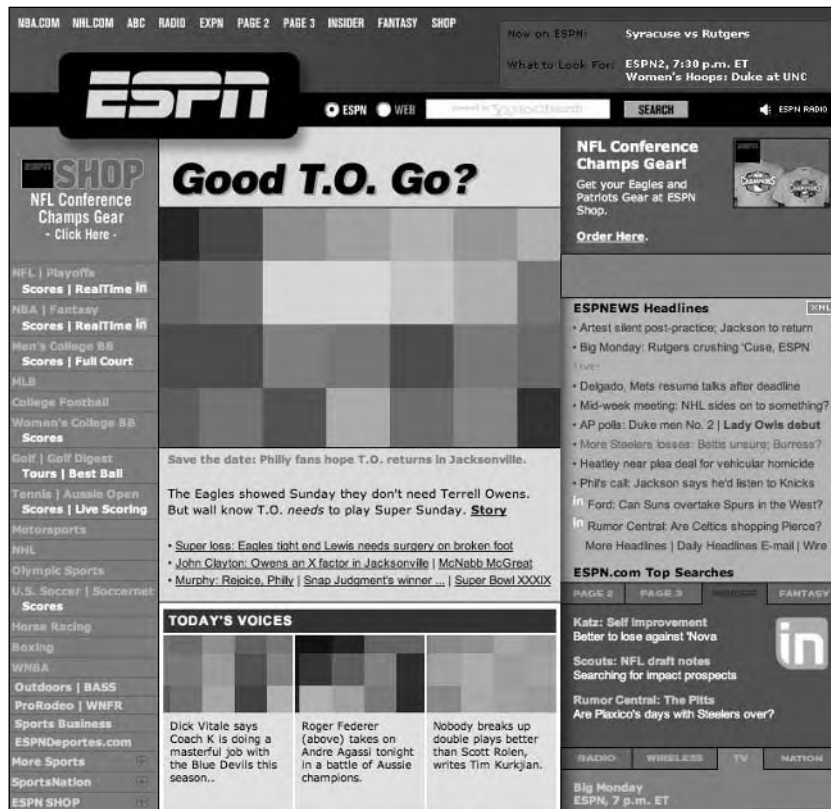 NBA.COM NHL.COM ABC RADIO EXPN PAGE 2 PAGE 3 INSIDER FANTASY SHOP
Now on ESPN: Syracuse vs Rutgers
What to Look For: ESPN2, 7:30 p.m. ET
Women's Hoops: Duke at UNC
ESPN
ESPN WEB SEARCH ESPN RADIO
ESPN SHOP
NFL Conference
Champs Gear
- Click Here -
NFL | Playoffs
Scores | RealTime in
NBA | Fantasy
Scores | RealTime in
Men's College BB
Scores | Full Court
MLB
College Football
Women's College BB
Scores
Golf | Golf Digest
Tours | Best Ball
Tennis | Aussie Open
Scores | Live Scoring
Motorsports
NHL
Olympic Sports
U.S. Soccer | Soccernet
Scores
Horse Racing
Boxing
WNBA
Outdoors | BASS
ProRodeo | WNFR
Sports Business
ESPNDeportes.com
More Sports
SportsNation
ESPN SHOP
Good T.O. Go?
Save the date: Philly fans hope T.O. returns in Jacksonville.
The Eagles showed Sunday they don't need Terrell Owens.
But wall know T.O. needs to play Super Sunday. Story
• Super loss: Eagles tight end Lewis needs surgery on broken foot
• John Clayton: Owens an X factor in Jacksonville | McNabb McGreat
• Murphy: Rejoice, Philly | Snap Judgment's winner ... | Super Bowl XXXIX
TODAY'S VOICES
Dick Vitale says
Coach K is doing a
masterful job with
the Blue Devils this
season..
Roger Federer
(above) takes on
Andre Agassi tonight
in a battle of Aussie
champions.
Nobody breaks up
double plays better
than Scott Rolen,
writes Tim Kurkjian.
NFL Conference
Champs Gear!
Get your Eagles and
Patriots Gear at ESPN
Shop.
Order Here.
ESPNEWS Headlines
• Artest silent post-practice; Jackson to return
• Big Monday: Rutgers crushing 'Cuse, ESPN
• Delgado, Mets resume talks after deadline
• Mid-week meeting: NHL sides on to something?
• AP polls: Duke men No. 2 | Lady Owls debut
• More Steelers losses: Bettis unsure; Burress?
• Heatley near plea deal for vehicular homicide
• Phil's call: Jackson says he'd listen to Knicks
in Ford: Can Suns overtake Spurs in the West?
in Rumor Central: Are Celtics shopping Pierce?
More Headlines | Daily Headlines E-mail | Wire
ESPN.com Top Searches
PAGE 2 PAGE 3 INSIDER FANTASY
Katz: Self Improvement
Better to lose against 'Nova
in
Scouts: NFL draft notes
Searching for impact prospects
Rumor Central: The Pitts
Are Plaxico's days with Steelers over?
RADIO WIRELESS TV NATION
Big Monday
ESPN, 7 p.m. ET